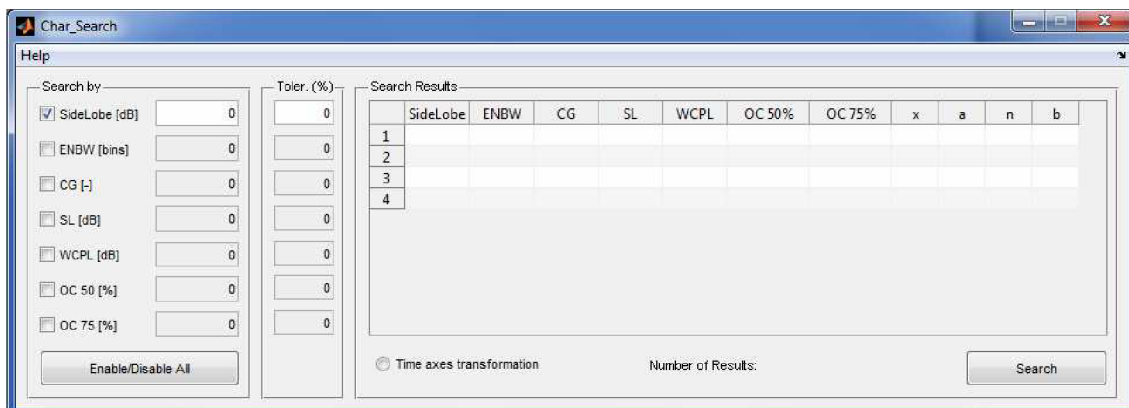 Char_Search
Help
Search by
Toler. (%)
Search Results
SideLobe [dB] 0 0
ENBW [bins] 0 0
CG [-] 0 0
SL [dB] 0 0
WCPL [dB] 0 0
OC 50 [%] 0 0
OC 75 [%] 0 0
Enable/Disable All
SideLobe ENBW CG SL WCPL OC 50% OC 75% x a n b
1
2
3
4
Time axes transformation
Number of Results:
Search